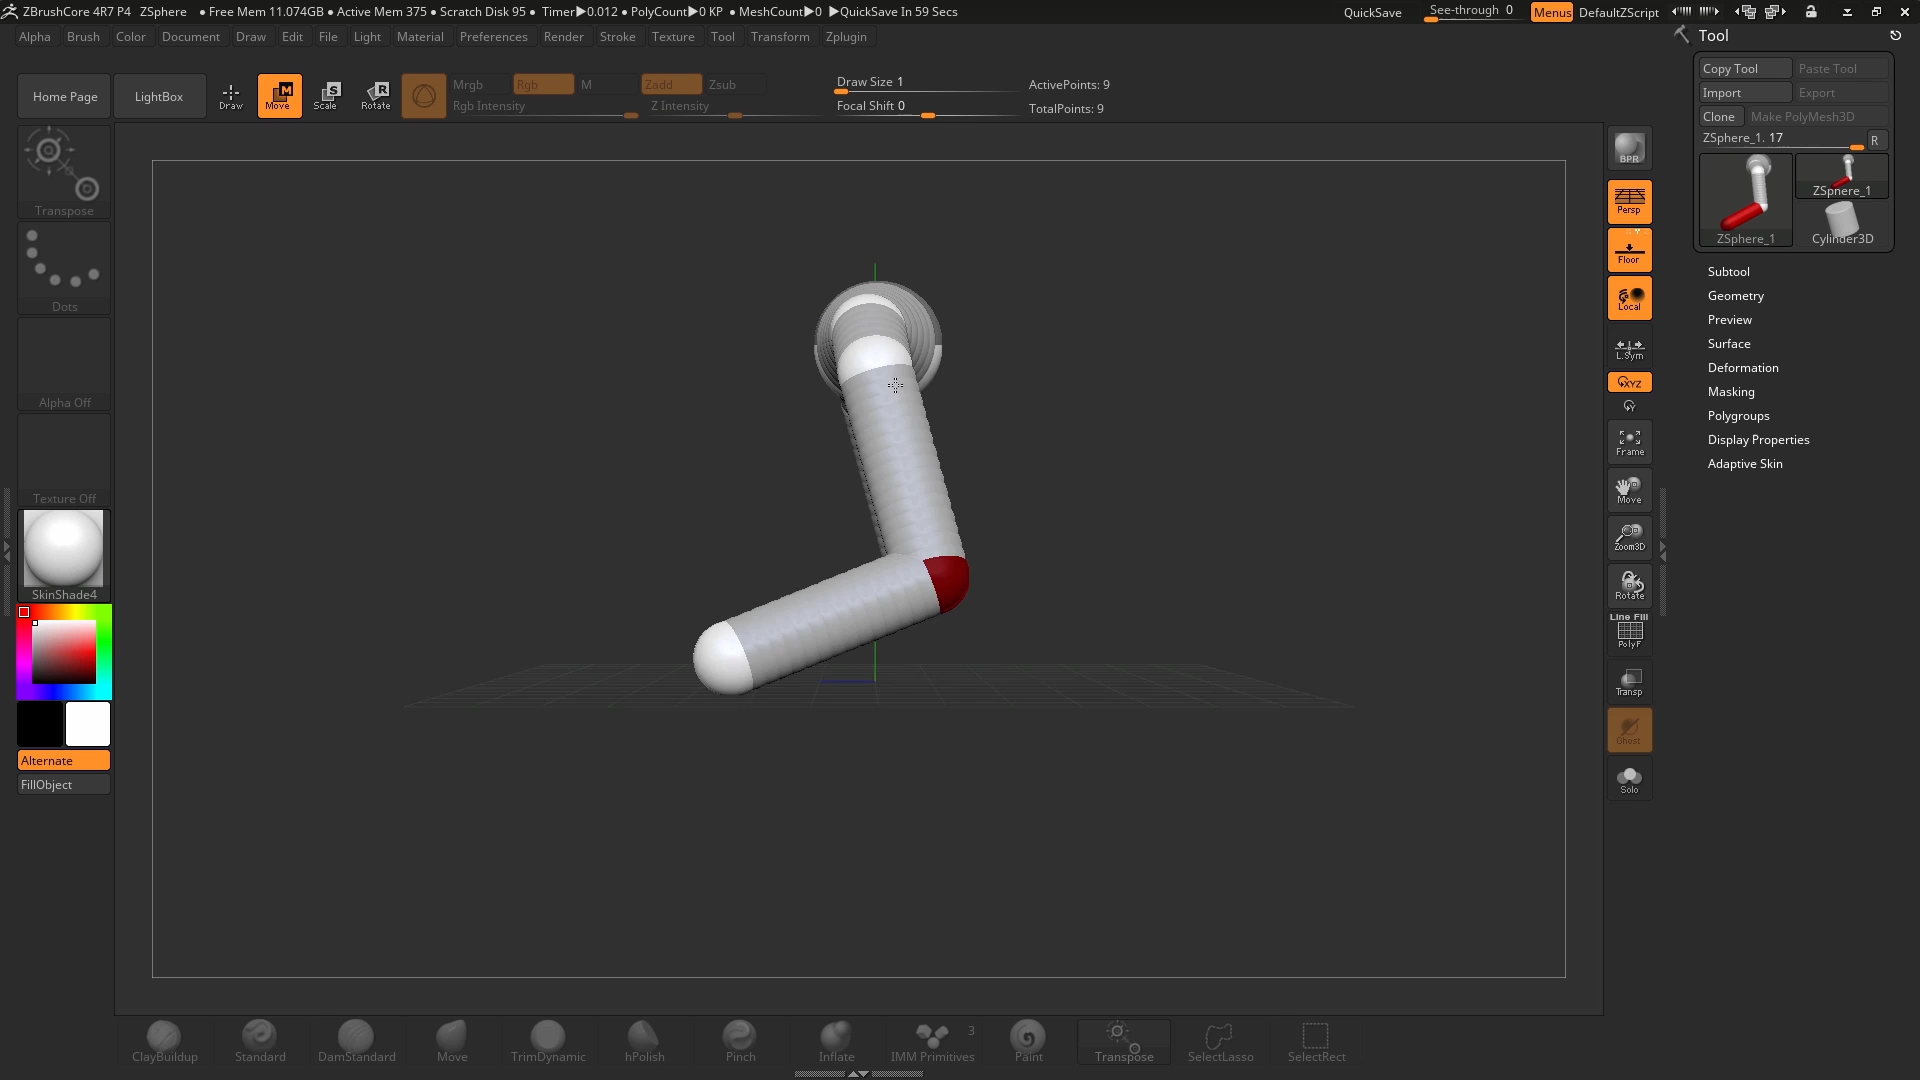 ZBrushCore 4R7 P4 ZSphere • Free Mem 11.074GB • Active Mem 375 • Scratch Disk 95 • Timer▶0.012 • PolyCount▶0 KP • MeshCount▶0 ▶QuickSave In 59 Secs QuickSave See-through 0 Menus DefaultZScript
Alpha Brush Color Document Draw Edit File Light Material Preferences Render Stroke Texture Tool Transform Zplugin
Tool
Home Page
LightBox
Draw
Move
Scale
Rotate
Mrgb Rgb M Zadd Zsub
Rgb Intensity Z Intensity
Draw Size 1
Focal Shift 0
ActivePoints: 9
TotalPoints: 9
Copy Tool Paste Tool
Import Export
Clone Make PolyMesh3D
ZSphere_1. 17 R
ZSphere_1
ZSphere_1
Cylinder3D
Subtool
Geometry
Preview
Surface
Deformation
Masking
Polygroups
Display Properties
Adaptive Skin
Transpose
Dots
Alpha Off
Texture Off
SkinShade4
Alternate
FillObject
BPR
Persp
Floor
Local
L.Sym
XYZ
Y
Frame
Move
Zoom3D
Rotate
Line Fill
PolyF
Transp
Ghost
Solo
ClayBuildup Standard DamStandard Move TrimDynamic hPolish Pinch Inflate IMM Primitives 3 Paint Transpose SelectLasso SelectRect